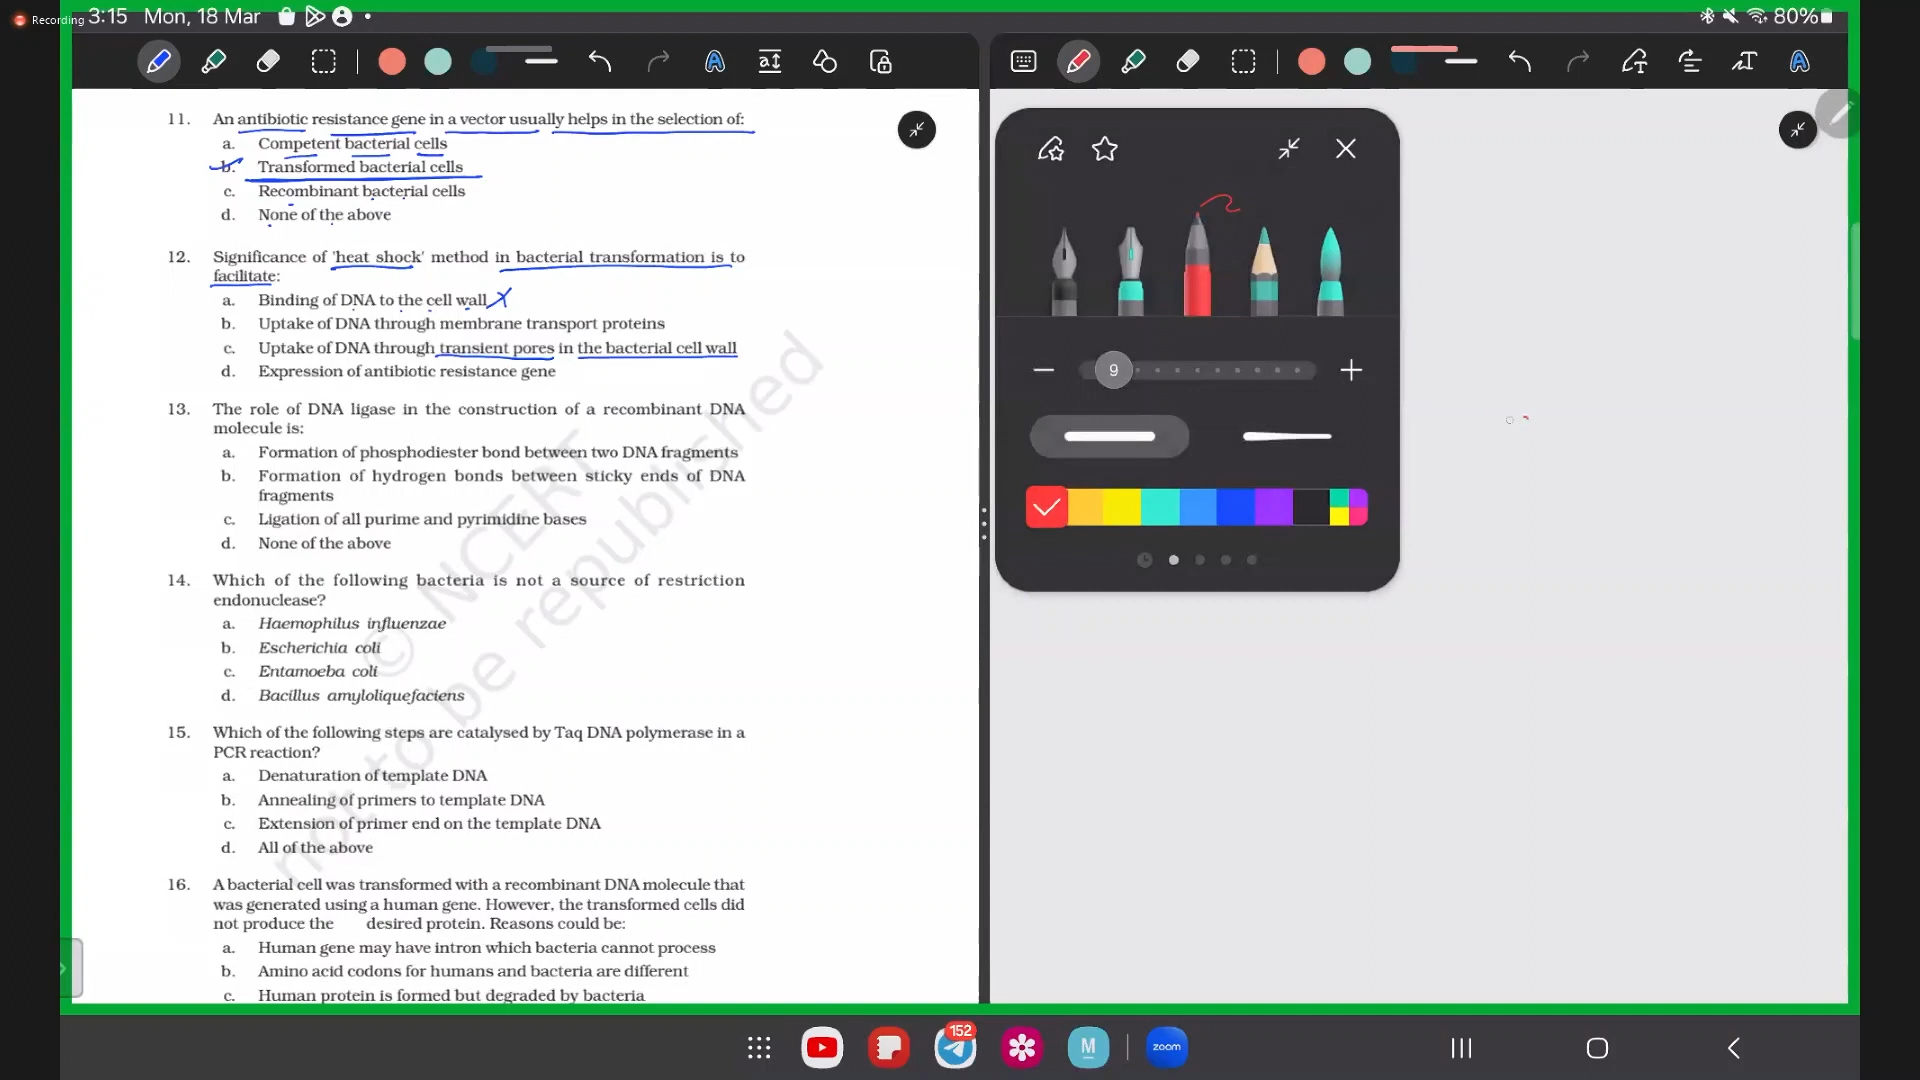 Recording 3:15 Mon, 18 Mar
80%
11. An antibiotic resistance gene in a vector usually helps in the selection of:
a. Competent bacterial cells
b. Transformed bacterial cells
c. Recombinant bacterial cells
d. None of the above
12. Significance of 'heat shock' method in bacterial transformation is to
facilitate:
a. Binding of DNA to the cell wall
b. Uptake of DNA through membrane transport proteins
c. Uptake of DNA through transient pores in the bacterial cell wall
d. Expression of antibiotic resistance gene
13. The role of DNA ligase in the construction of a recombinant DNA
molecule is:
a. Formation of phosphodiester bond between two DNA fragments
b. Formation of hydrogen bonds between sticky ends of DNA
fragments
c. Ligation of all purime and pyrimidine bases
d. None of the above
14. Which of the following bacteria is not a source of restriction
endonuclease?
a. Haemophilus influenzae
b. Escherichia coli
c. Entamoeba coli
d. Bacillus amyloliquefaciens
15. Which of the following steps are catalysed by Taq DNA polymerase in a
PCR reaction?
a. Denaturation of template DNA
b. Annealing of primers to template DNA
c. Extension of primer end on the template DNA
d. All of the above
16. A bacterial cell was transformed with a recombinant DNA molecule that
was generated using a human gene. However, the transformed cells did
not produce the desired protein. Reasons could be:
a. Human gene may have intron which bacteria cannot process
b. Amino acid codons for humans and bacteria are different
c. Human protein is formed but degraded by bacteria
© NCERT
not to be republished
9
152
M
zoom